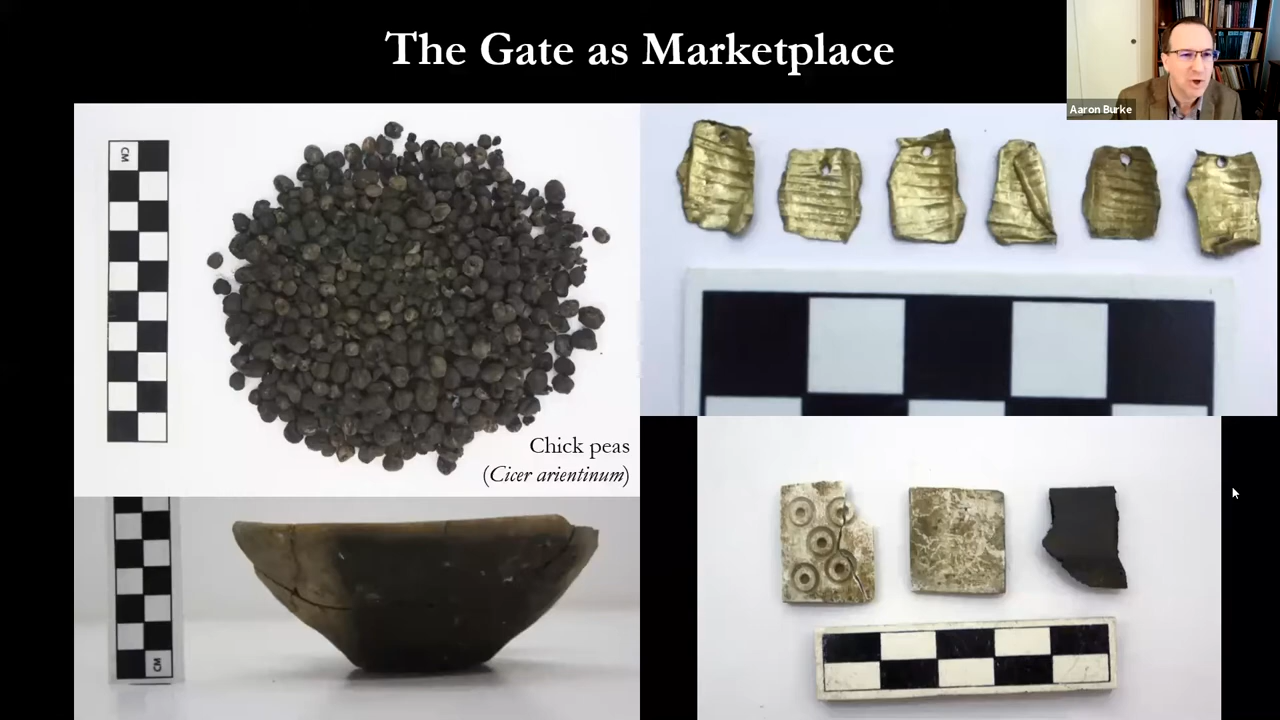 The Gate as Marketplace
Aaron Burke
CM
Chick peas
(Cicer arientinum)
CM